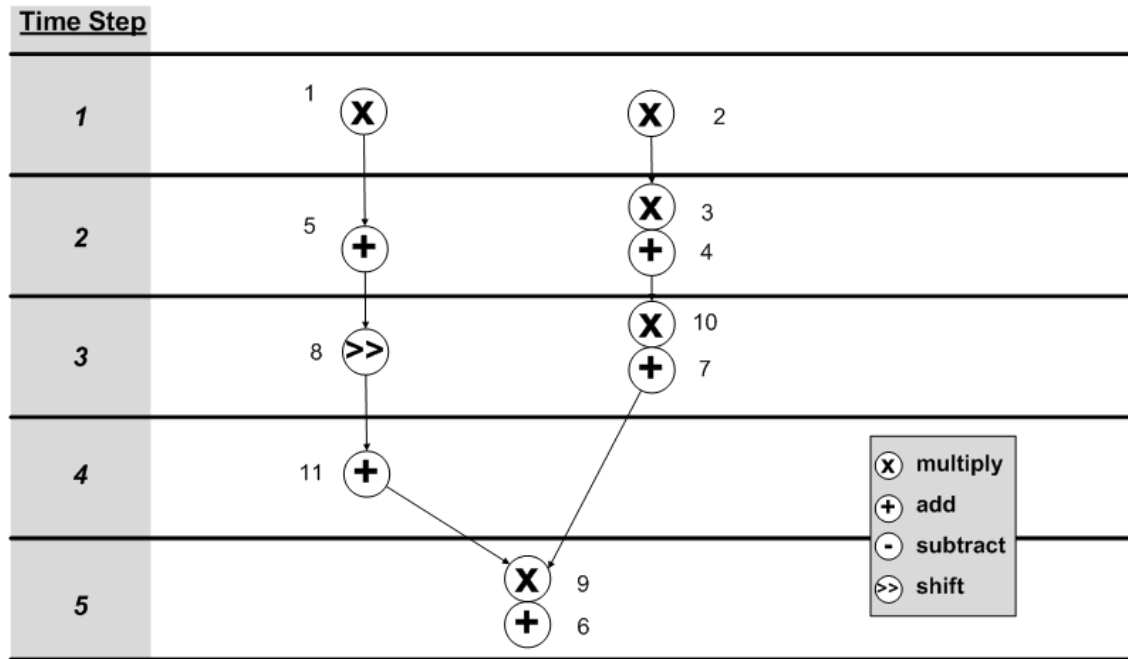 Time Step
1
1
x
x
2
2
5
+
x
3
+
4
3
8
>>
x
10
+
7
4
11
+
x multiply
+ add
- subtract
>> shift
5
x
9
+
6